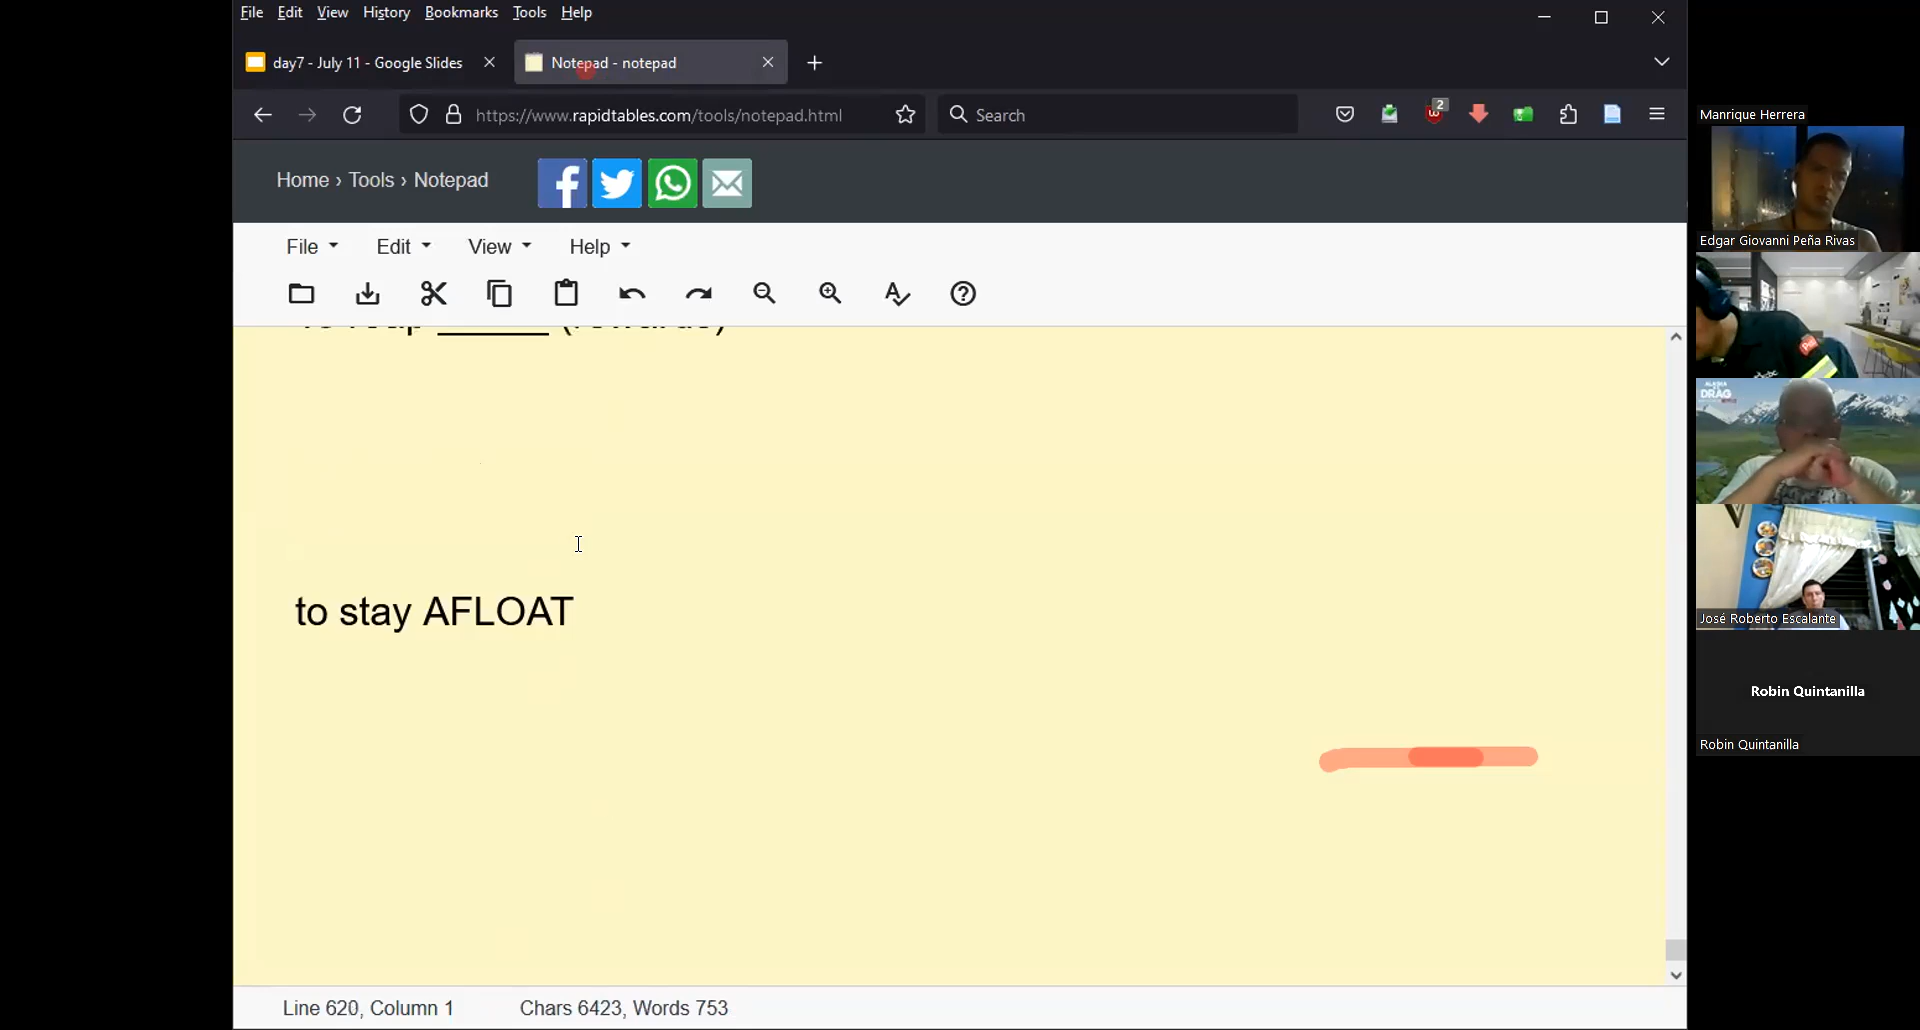 File Edit View History Bookmarks Tools Help
day7 - July 11 - Google Slides
Notepad - notepad
https://www.rapidtables.com/tools/notepad.html
Search
2
Home › Tools › Notepad
File Edit View Help
to stay AFLOAT
Line 620, Column 1 Chars 6423, Words 753
Manrique Herrera
Edgar Giovanni Peña Rivas
DRAG
José Roberto Escalante
Robin Quintanilla
Robin Quintanilla